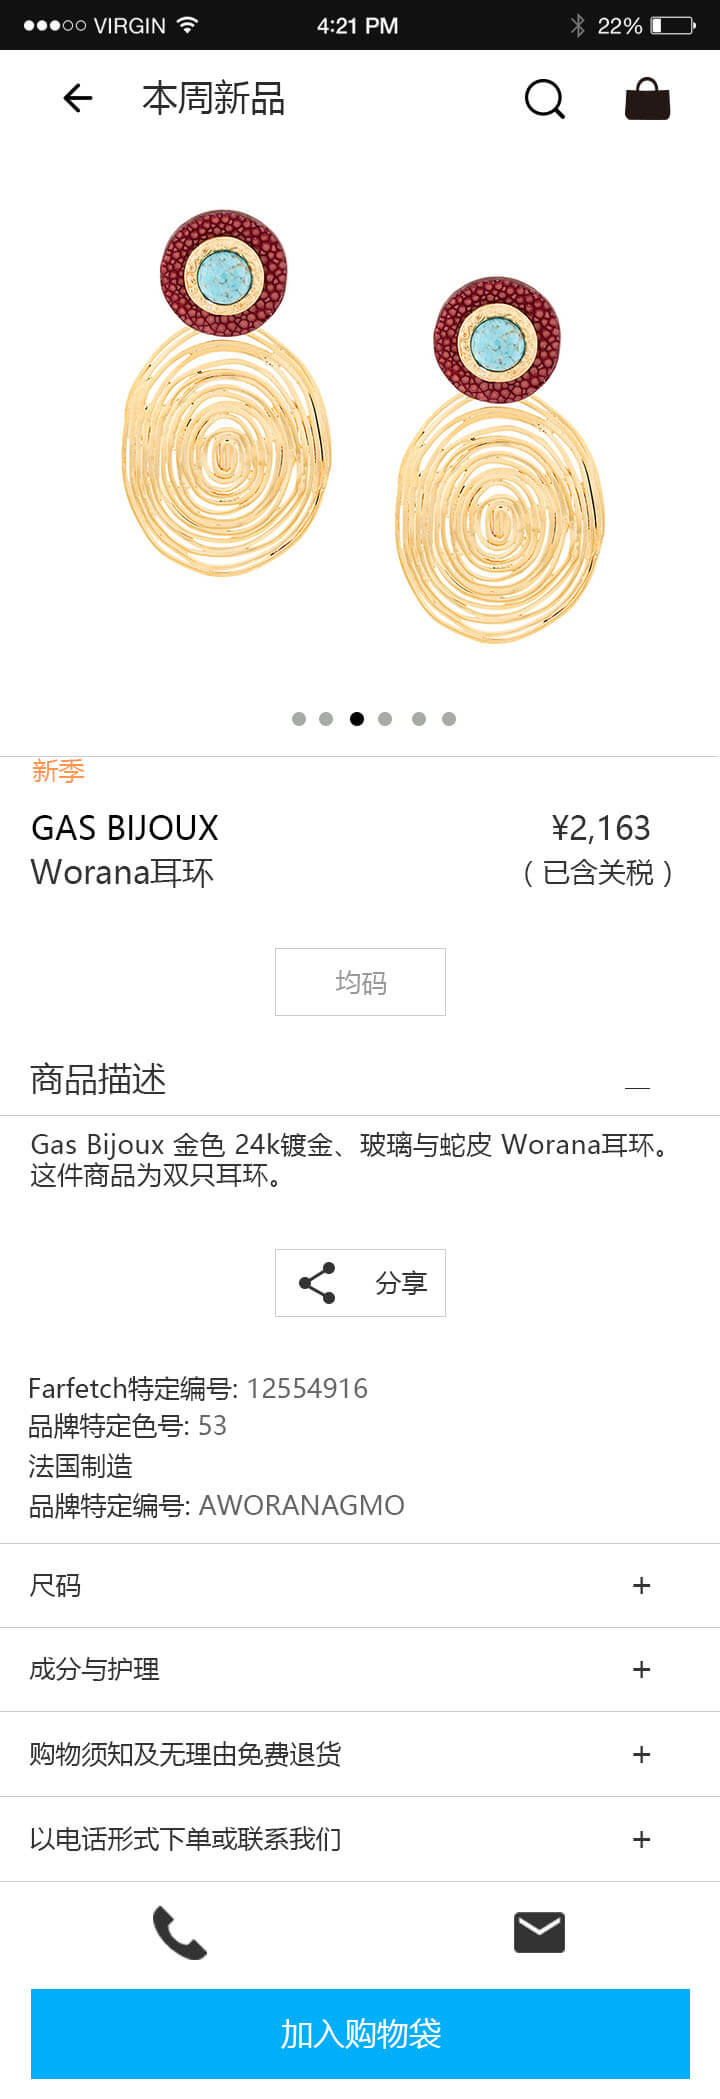 VIRGIN 4:21 PM 22%
本周新品
新季
GAS BIJOUX ¥2,163
Worana耳环 （已含关税）
均码
商品描述
Gas Bijoux 金色 24k镀金、玻璃与蛇皮 Worana耳环。
这件商品为双只耳环。
分享
Farfetch特定编号: 12554916
品牌特定色号: 53
法国制造
品牌特定编号: AWORANAGMO
尺码 +
成分与护理 +
购物须知及无理由免费退货 +
以电话形式下单或联系我们 +
加入购物袋